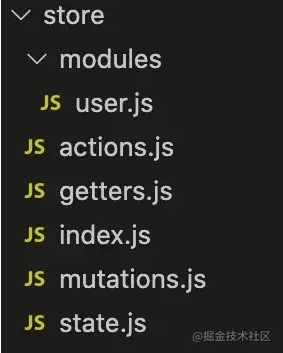 store
modules
JS user.js
JS actions.js
JS getters.js
JS index.js
JS mutations.js
JS state.js
@掘金技术社区